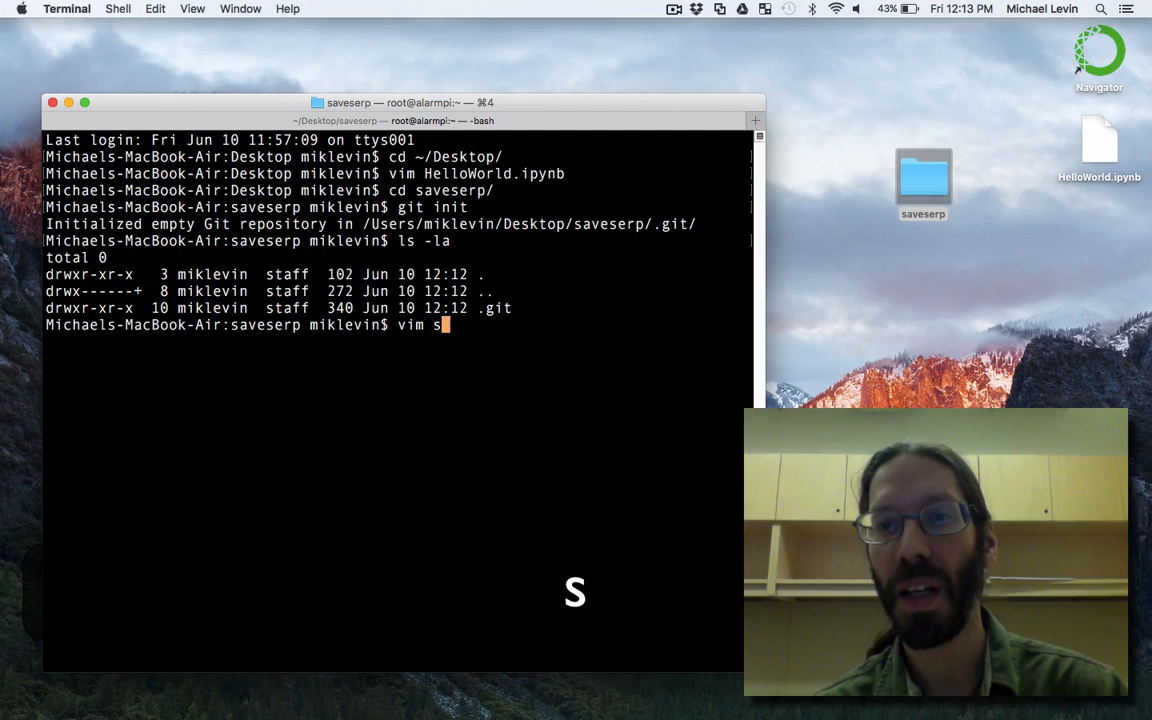 Terminal Shell Edit View Window Help 43% Fri 12:13 PM Michael Levin
Navigator
HelloWorld.ipynb
saveserp
saveserp — root@alarmpi:~ — ⌘4
~/Desktop/saveserp — root@alarmpi:~ — -bash
Last login: Fri Jun 10 11:57:09 on ttys001
[Michaels-MacBook-Air:Desktop miklevin$ cd ~/Desktop/ ]
[Michaels-MacBook-Air:Desktop miklevin$ vim HelloWorld.ipynb ]
[Michaels-MacBook-Air:Desktop miklevin$ cd saveserp/ ]
[Michaels-MacBook-Air:saveserp miklevin$ git init ]
Initialized empty Git repository in /Users/miklevin/Desktop/saveserp/.git/
[Michaels-MacBook-Air:saveserp miklevin$ ls -la ]
total 0
drwxr-xr-x 3 miklevin staff 102 Jun 10 12:12 .
drwx------+ 8 miklevin staff 272 Jun 10 12:12 ..
drwxr-xr-x 10 miklevin staff 340 Jun 10 12:12 .git
Michaels-MacBook-Air:saveserp miklevin$ vim s
S